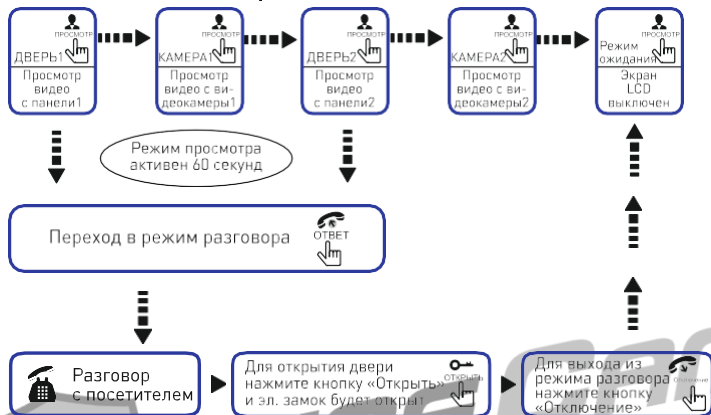 ПРОСМОТР
ДВЕРЬ1
Просмотр
видео
с панели1
ПРОСМОТР
КАМЕРА1
Просмотр
видео с ви-
деокамеры1
ПРОСМОТР
ДВЕРЬ2
Просмотр
видео
с панели2
ПРОСМОТР
КАМЕРА2
Просмотр
видео с ви-
деокамеры2
ПРОСМОТР
Режим
ожидания
Экран
LCD
выключен
Режим просмотра
активен 60 секунд
Переход в режим разговора
ОТВЕТ
Разговор
с посетителем
Для открытия двери
нажмите кнопку «Открыть»
и эл. замок будет открыт
ОТКРЫТЬ
Для выхода из
режима разговора
нажмите кнопку
«Отключение»
Отключение